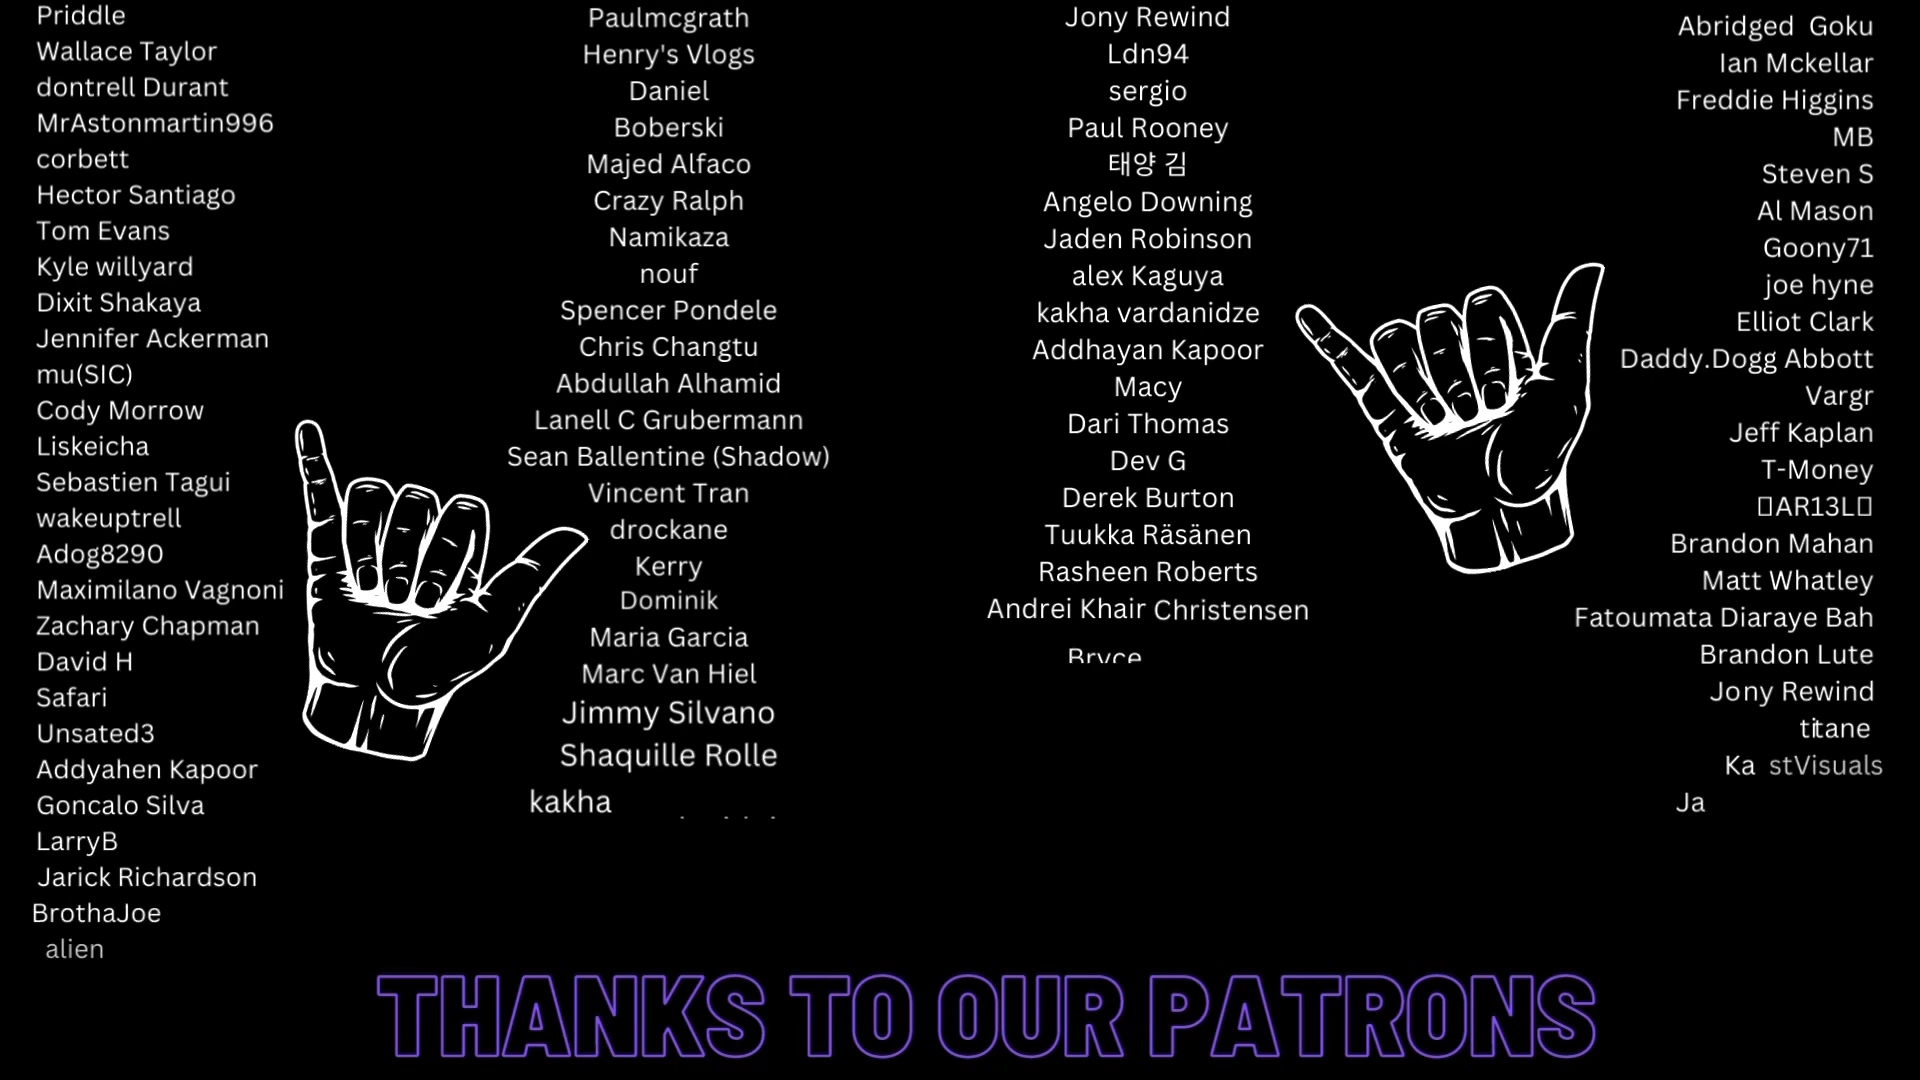 Priddle
Wallace Taylor
dontrell Durant
MrAstonmartin996
corbett
Hector Santiago
Tom Evans
Kyle willyard
Dixit Shakaya
Jennifer Ackerman
mu(SIC)
Cody Morrow
Liskeicha
Sebastien Tagui
wakeuptrell
Adog8290
Maximilano Vagnoni
Zachary Chapman
David H
Safari
Unsated3
Addyahen Kapoor
Goncalo Silva
LarryB
Jarick Richardson
BrothaJoe
alien
Paulmcgrath
Henry's Vlogs
Daniel
Boberski
Majed Alfaco
Crazy Ralph
Namikaza
nouf
Spencer Pondele
Chris Changtu
Abdullah Alhamid
Lanell C Grubermann
Sean Ballentine (Shadow)
Vincent Tran
drockane
Kerry
Dominik
Maria Garcia
Marc Van Hiel
Jimmy Silvano
Shaquille Rolle
kakha
Jony Rewind
Ldn94
sergio
Paul Rooney
태양 김
Angelo Downing
Jaden Robinson
alex Kaguya
kakha vardanidze
Addhayan Kapoor
Macy
Dari Thomas
Dev G
Derek Burton
Tuukka Räsänen
Rasheen Roberts
Andrei Khair Christensen
Bryce
Abridged Goku
Ian Mckellar
Freddie Higgins
MB
Steven S
Al Mason
Goony71
joe hyne
Elliot Clark
Daddy.Dogg Abbott
Vargr
Jeff Kaplan
T-Money
▯AR13L▯
Brandon Mahan
Matt Whatley
Fatoumata Diaraye Bah
Brandon Lute
Jony Rewind
titane
Ka stVisuals
Ja
THANKS TO OUR PATRONS